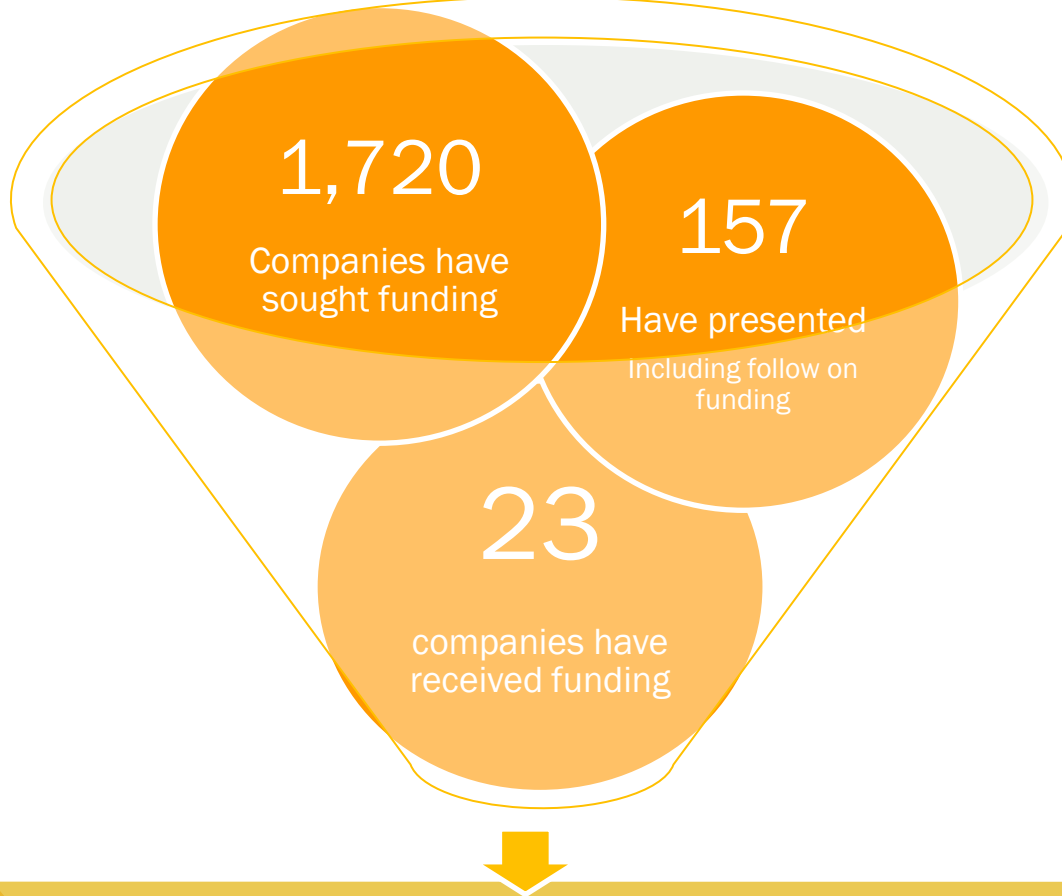 1,720
Companies have
sought funding
157
Have presented
Including follow on
funding
23
companies have
received funding